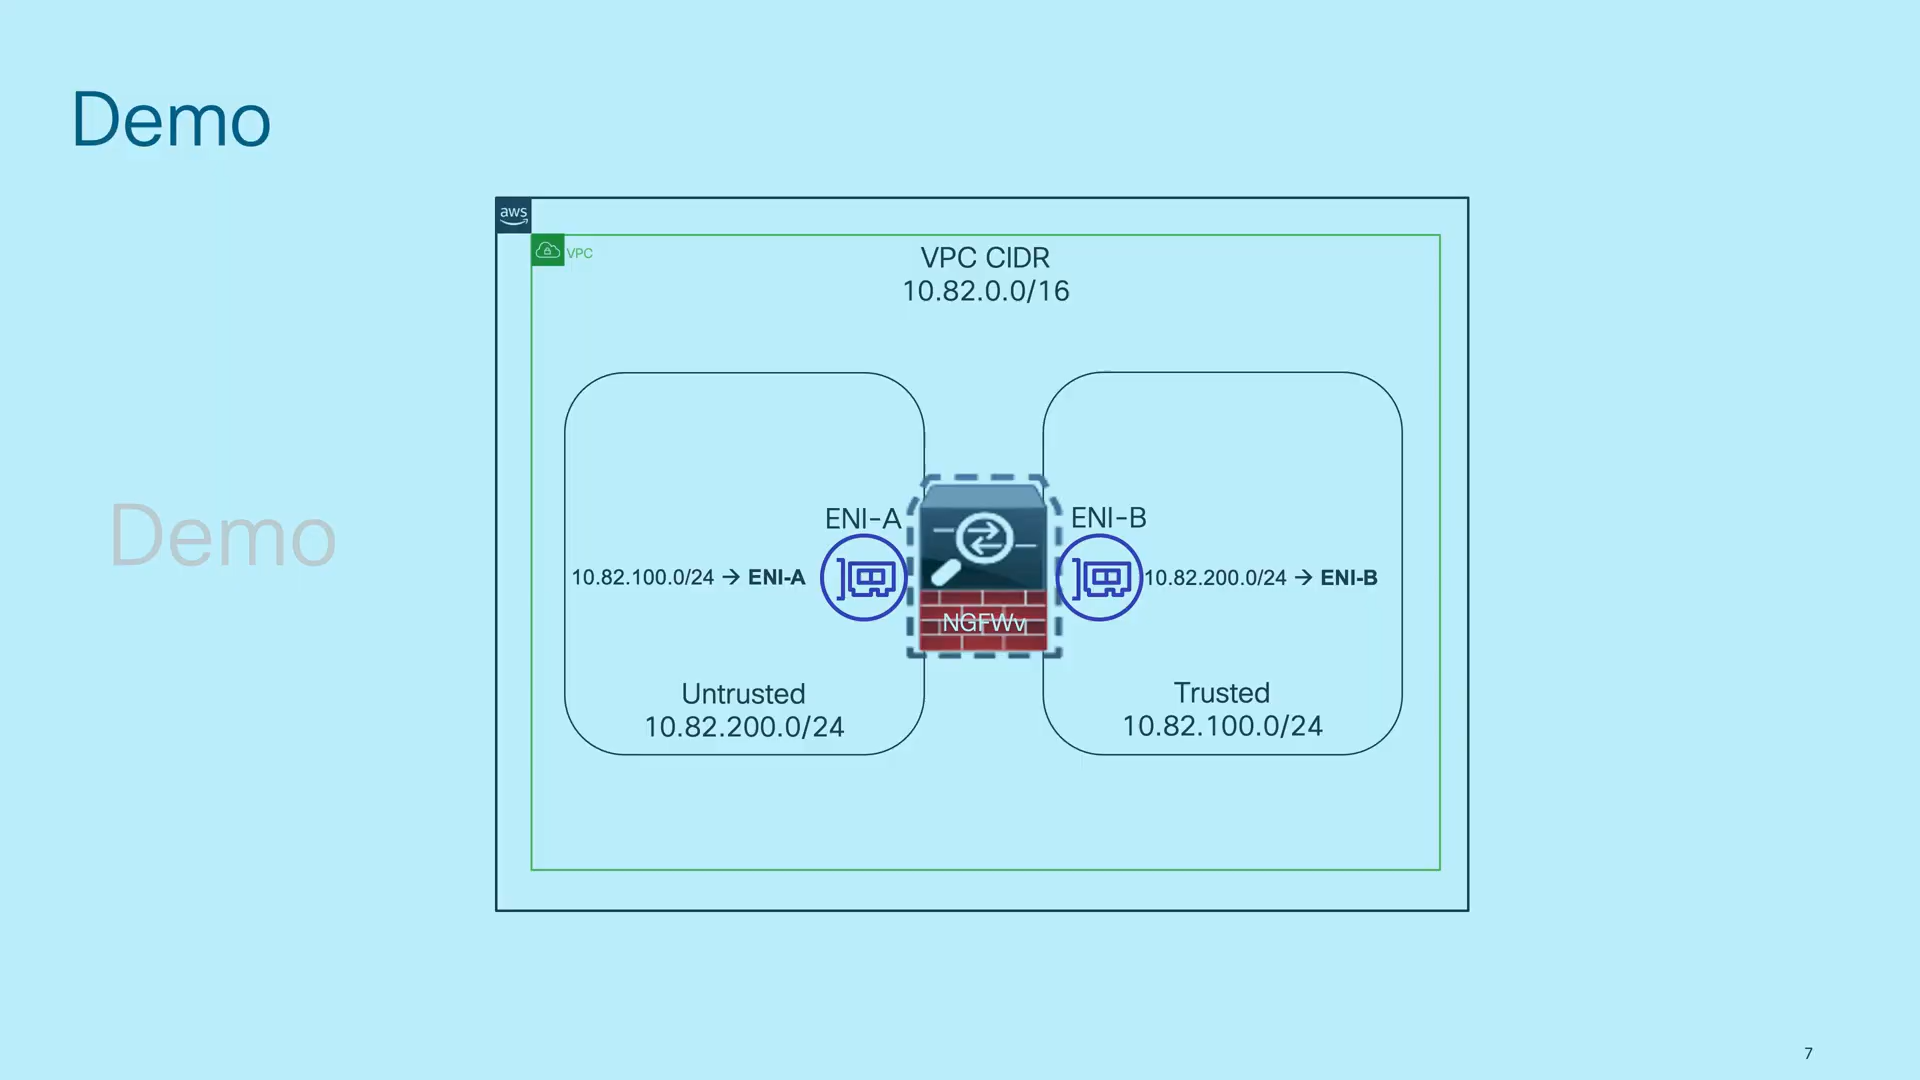 Demo
aws
VPC
VPC CIDR
10.82.0.0/16
Demo
ENI-A
ENI-B
10.82.100.0/24 → ENI-A
10.82.200.0/24 → ENI-B
NGFWv
Untrusted
10.82.200.0/24
Trusted
10.82.100.0/24
7